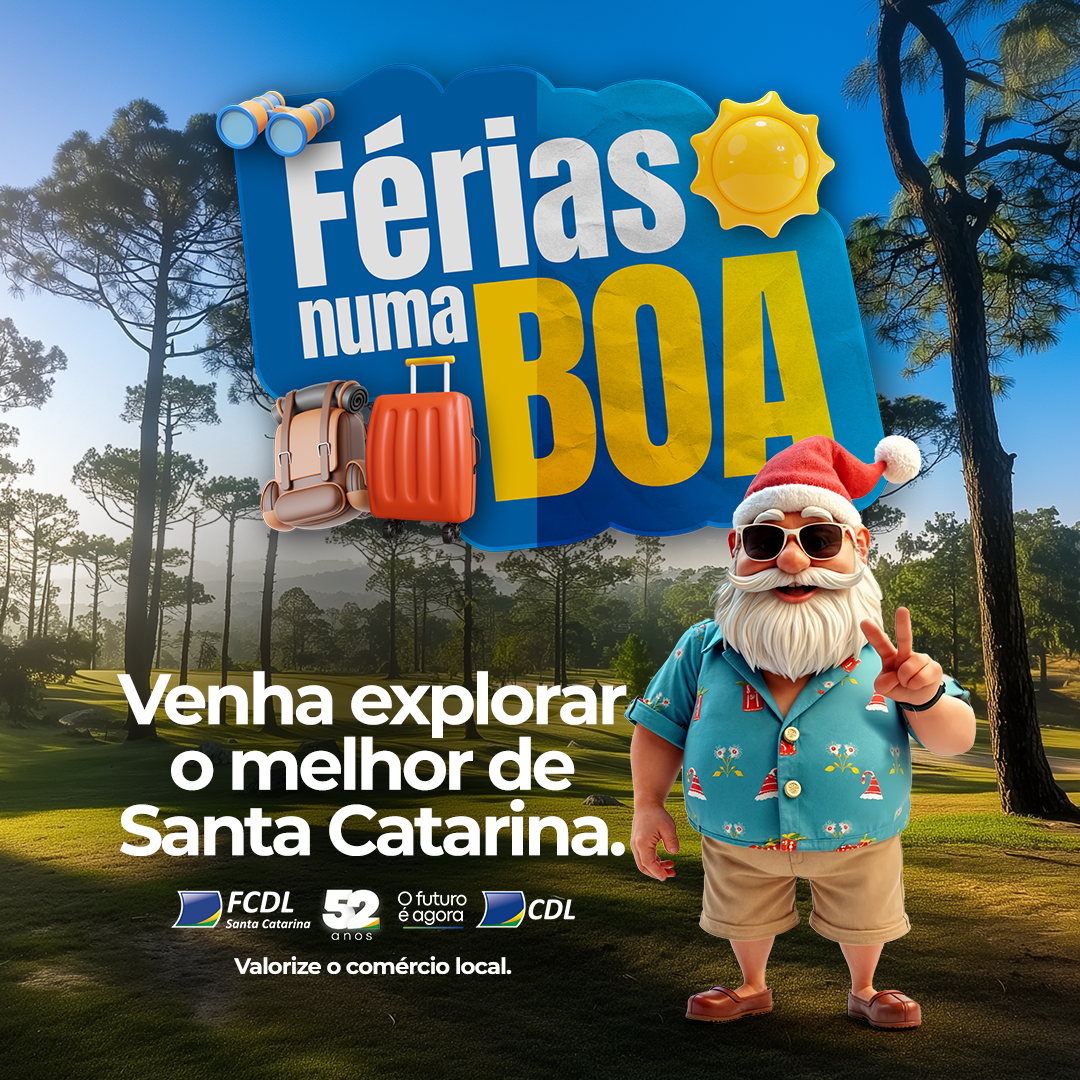 Férias
numa
BOA
Venha explorar
o melhor de
Santa Catarina.
FCDL
Santa Catarina
52
anos
O futuro
é agora
CDL
Valorize o comércio local.